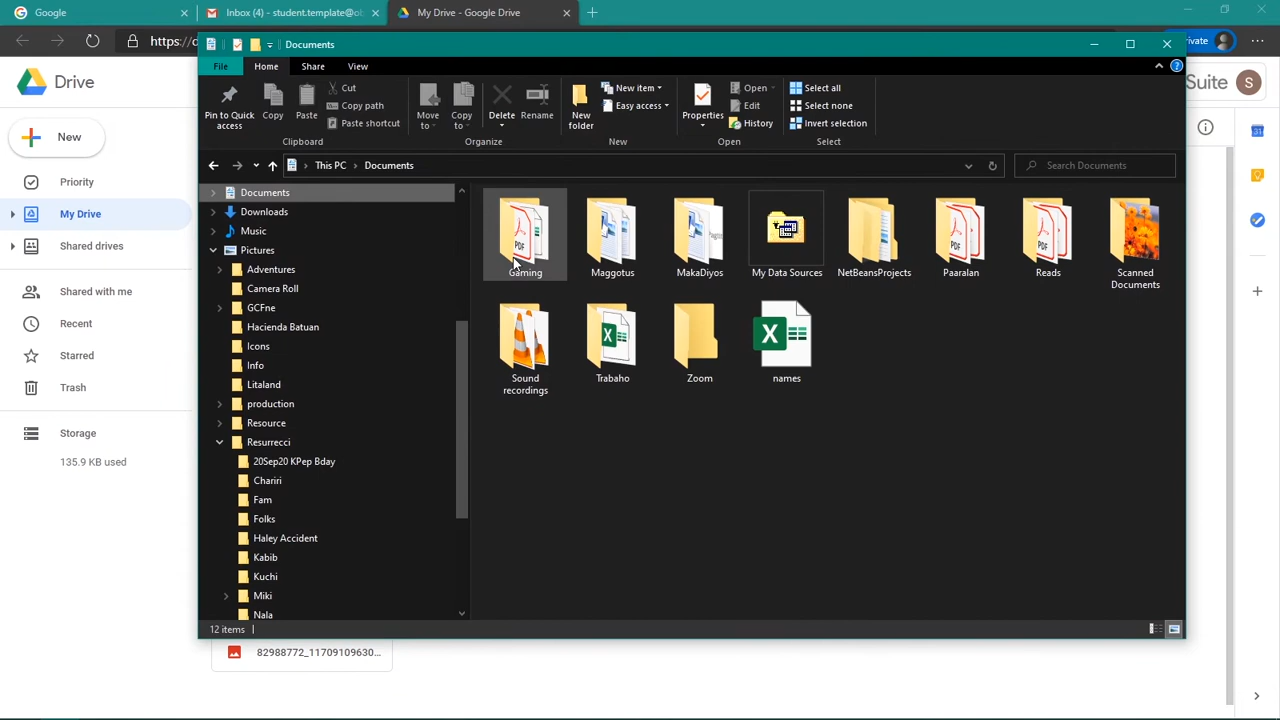 Google
Inbox (4) - student.template@o
My Drive - Google Drive
https://
Documents
Private
Drive
Suite
S
File
Home
Share
View
Pin to Quick access
Copy
Paste
Cut
Copy path
Paste shortcut
Clipboard
Move to
Copy to
Delete
Rename
Organize
New folder
New item
Easy access
New
Properties
Open
Edit
History
Open
Select all
Select none
Invert selection
Select
New
Priority
My Drive
Shared drives
Shared with me
Recent
Starred
Trash
Storage
135.9 KB used
This PC
Documents
Search Documents
Documents
Downloads
Music
Pictures
Adventures
Camera Roll
GCFne
Hacienda Batuan
Icons
Info
Litaland
production
Resource
Resurrecci
20Sep20 KPep Bday
Chariri
Fam
Folks
Haley Accident
Kabib
Kuchi
Miki
Nala
PDF
Gaming
Maggotus
MakaDiyos
My Data Sources
NetBeansProjects
Paaralan
Reads
Scanned Documents
Sound recordings
Trabaho
Zoom
names
12 items
82988772_11709109630...